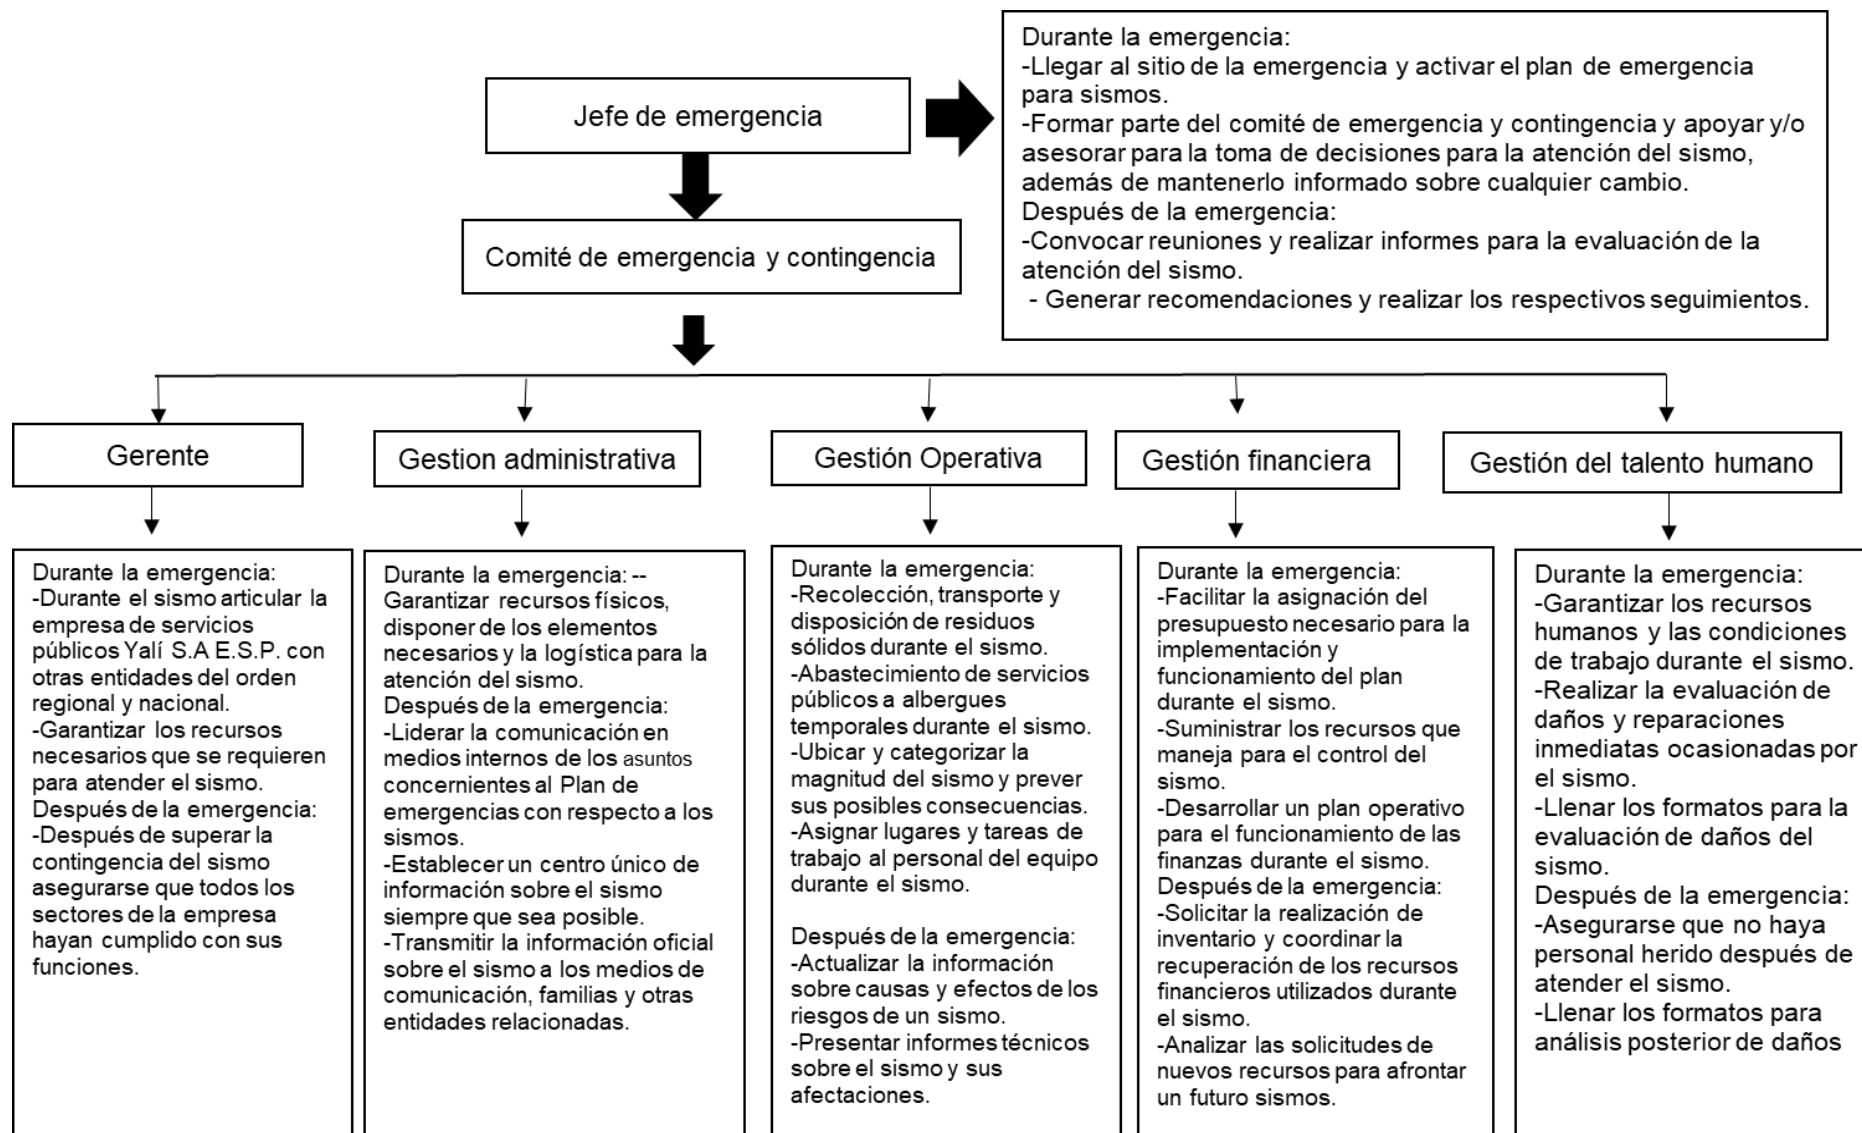 Jefe de emergencia
Durante la emergencia:
-Llegar al sitio de la emergencia y activar el plan de emergencia
para sismos.
-Formar parte del comité de emergencia y contingencia y apoyar y/o
asesorar para la toma de decisiones para la atención del sismo,
además de mantenerlo informado sobre cualquier cambio.
Después de la emergencia:
-Convocar reuniones y realizar informes para la evaluación de la
atención del sismo.
- Generar recomendaciones y realizar los respectivos seguimientos.
Comité de emergencia y contingencia
Gerente
Durante la emergencia:
-Durante el sismo articular la
empresa de servicios
públicos Yalí S.A E.S.P. con
otras entidades del orden
regional y nacional.
-Garantizar los recursos
necesarios que se requieren
para atender el sismo.
Después de la emergencia:
-Después de superar la
contingencia del sismo
asegurarse que todos los
sectores de la empresa
hayan cumplido con sus
funciones.
Gestion administrativa
Durante la emergencia: --
Garantizar recursos físicos,
disponer de los elementos
necesarios y la logística para la
atención del sismo.
Después de la emergencia:
-Liderar la comunicación en
medios internos de los asuntos
concernientes al Plan de
emergencias con respecto a los
sismos.
-Establecer un centro único de
información sobre el sismo
siempre que sea posible.
-Transmitir la información oficial
sobre el sismo a los medios de
comunicación, familias y otras
entidades relacionadas.
Gestión Operativa
Durante la emergencia:
-Recolección, transporte y
disposición de residuos
sólidos durante el sismo.
-Abastecimiento de servicios
públicos a albergues
temporales durante el sismo.
-Ubicar y categorizar la
magnitud del sismo y prever
sus posibles consecuencias.
-Asignar lugares y tareas de
trabajo al personal del equipo
durante el sismo.
Después de la emergencia:
-Actualizar la información
sobre causas y efectos de los
riesgos de un sismo.
-Presentar informes técnicos
sobre el sismo y sus
afectaciones.
Gestión financiera
Durante la emergencia:
-Facilitar la asignación del
presupuesto necesario para la
implementación y
funcionamiento del plan
durante el sismo.
-Suministrar los recursos que
maneja para el control del
sismo.
-Desarrollar un plan operativo
para el funcionamiento de las
finanzas durante el sismo.
Después de la emergencia:
-Solicitar la realización de
inventario y coordinar la
recuperación de los recursos
financieros utilizados durante
el sismo.
-Analizar las solicitudes de
nuevos recursos para afrontar
un futuro sismos.
Gestión del talento humano
Durante la emergencia:
-Garantizar los recursos
humanos y las condiciones
de trabajo durante el sismo.
-Realizar la evaluación de
daños y reparaciones
inmediatas ocasionadas por
el sismo.
-Llenar los formatos para la
evaluación de daños del
sismo.
Después de la emergencia:
-Asegurarse que no haya
personal herido después de
atender el sismo.
-Llenar los formatos para
análisis posterior de daños